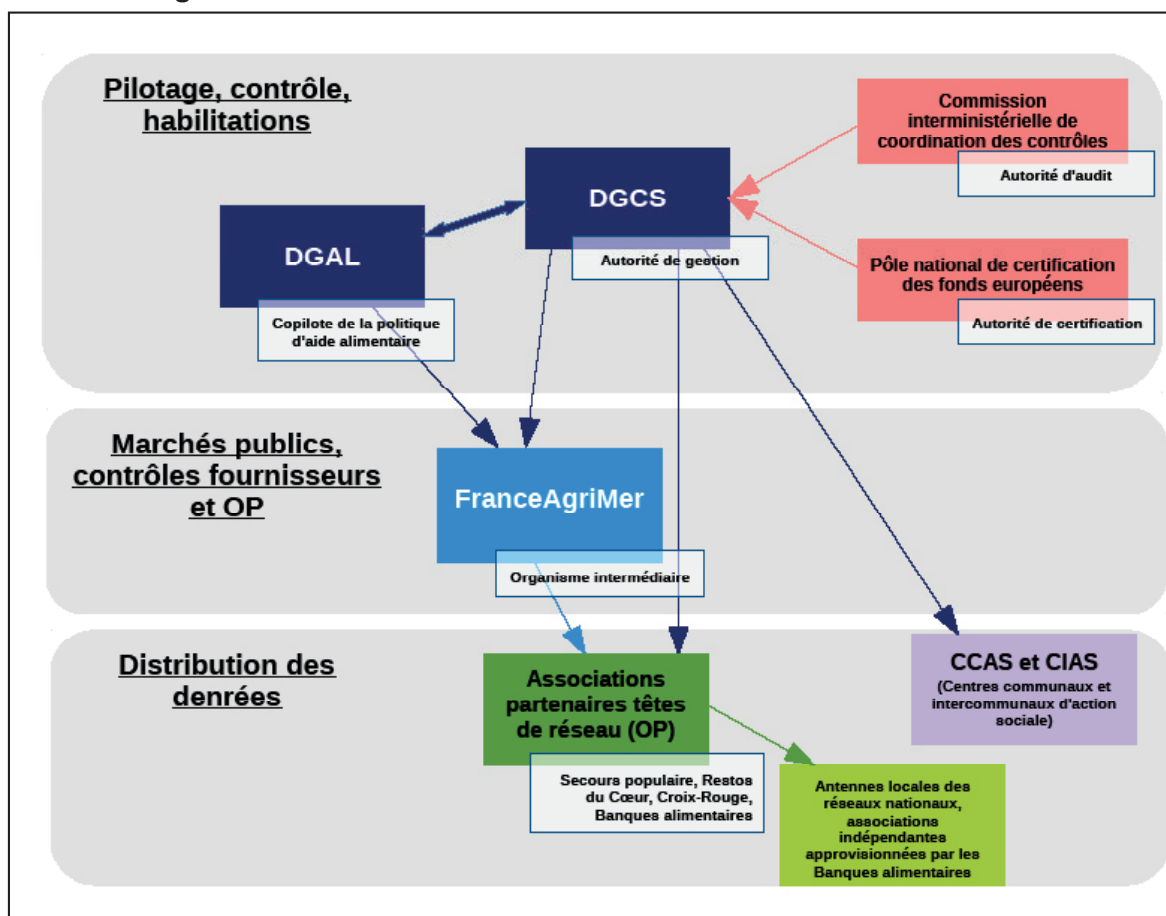 Pilotage, contrôle,
habilitations
Commission
interministérielle de
coordination des contrôles
Autorité d'audit
DGCS
Autorité de gestion
DGAL
Copilote de la politique
d'aide alimentaire
Pôle national de certification
des fonds européens
Autorité de certification
Marchés publics,
contrôles fournisseurs
et OP
FranceAgriMer
Organisme intermédiaire
Distribution des
denrées
Associations
partenaires têtes
de réseau (OP)
Secours populaire, Restos
du Cœur, Croix-Rouge,
Banques alimentaires
CCAS et CIAS
(Centres communaux et
intercommunaux d'action
sociale)
Antennes locales des
réseaux nationaux,
associations
indépendantes
approvisionnées par les
Banques alimentaires